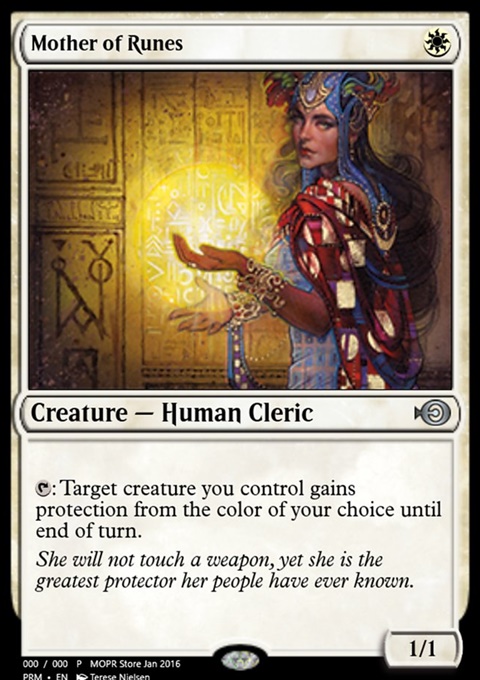 Mother of Runes
Creature — Human Cleric
: Target creature you control gains
protection from the color of your choice until
end of turn.
She will not touch a weapon, yet she is the
greatest protector her people have ever known.
1/1
000 / 000 P MOPR Store Jan 2016
PRM • EN Terese Nielsen